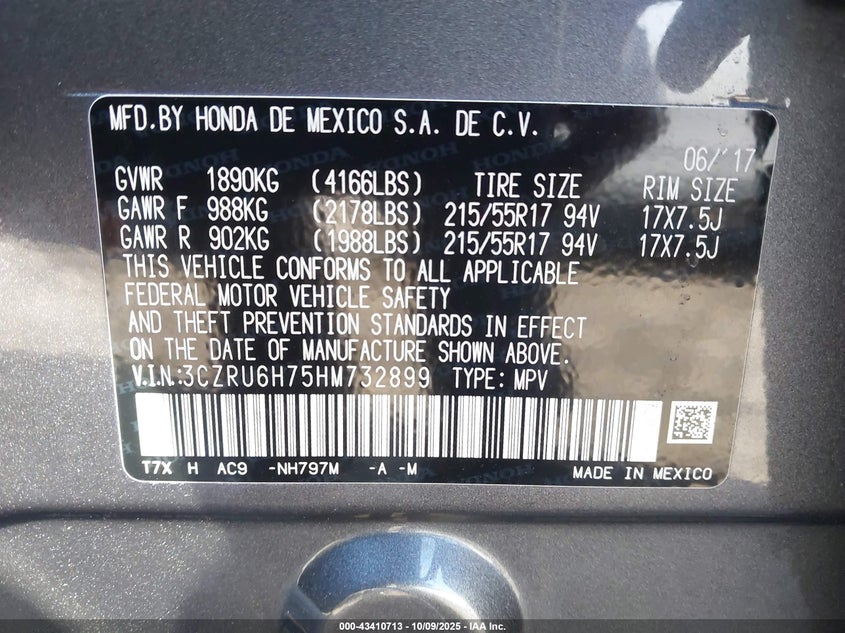 MFD. BY HONDA DE MEXICO S.A. DE C.V.
06/'17
GVWR 1890KG (4166LBS) TIRE SIZE RIM SIZE
GAWR F 988KG (2178LBS) 215/55R17 94V 17X7.5J
GAWR R 902KG (1988LBS) 215/55R17 94V 17X7.5J
THIS VEHICLE CONFORMS TO ALL APPLICABLE
FEDERAL MOTOR VEHICLE SAFETY
AND THEFT PREVENTION STANDARDS IN EFFECT
ON THE DATE OF MANUFACTURE SHOWN ABOVE.
V.I.N:3CZRU6H75HM732899 TYPE: MPV
T7X H AC9 -NH797M -A -M MADE IN MEXICO
000-43410713 - 10/09/2025 - IAA Inc.